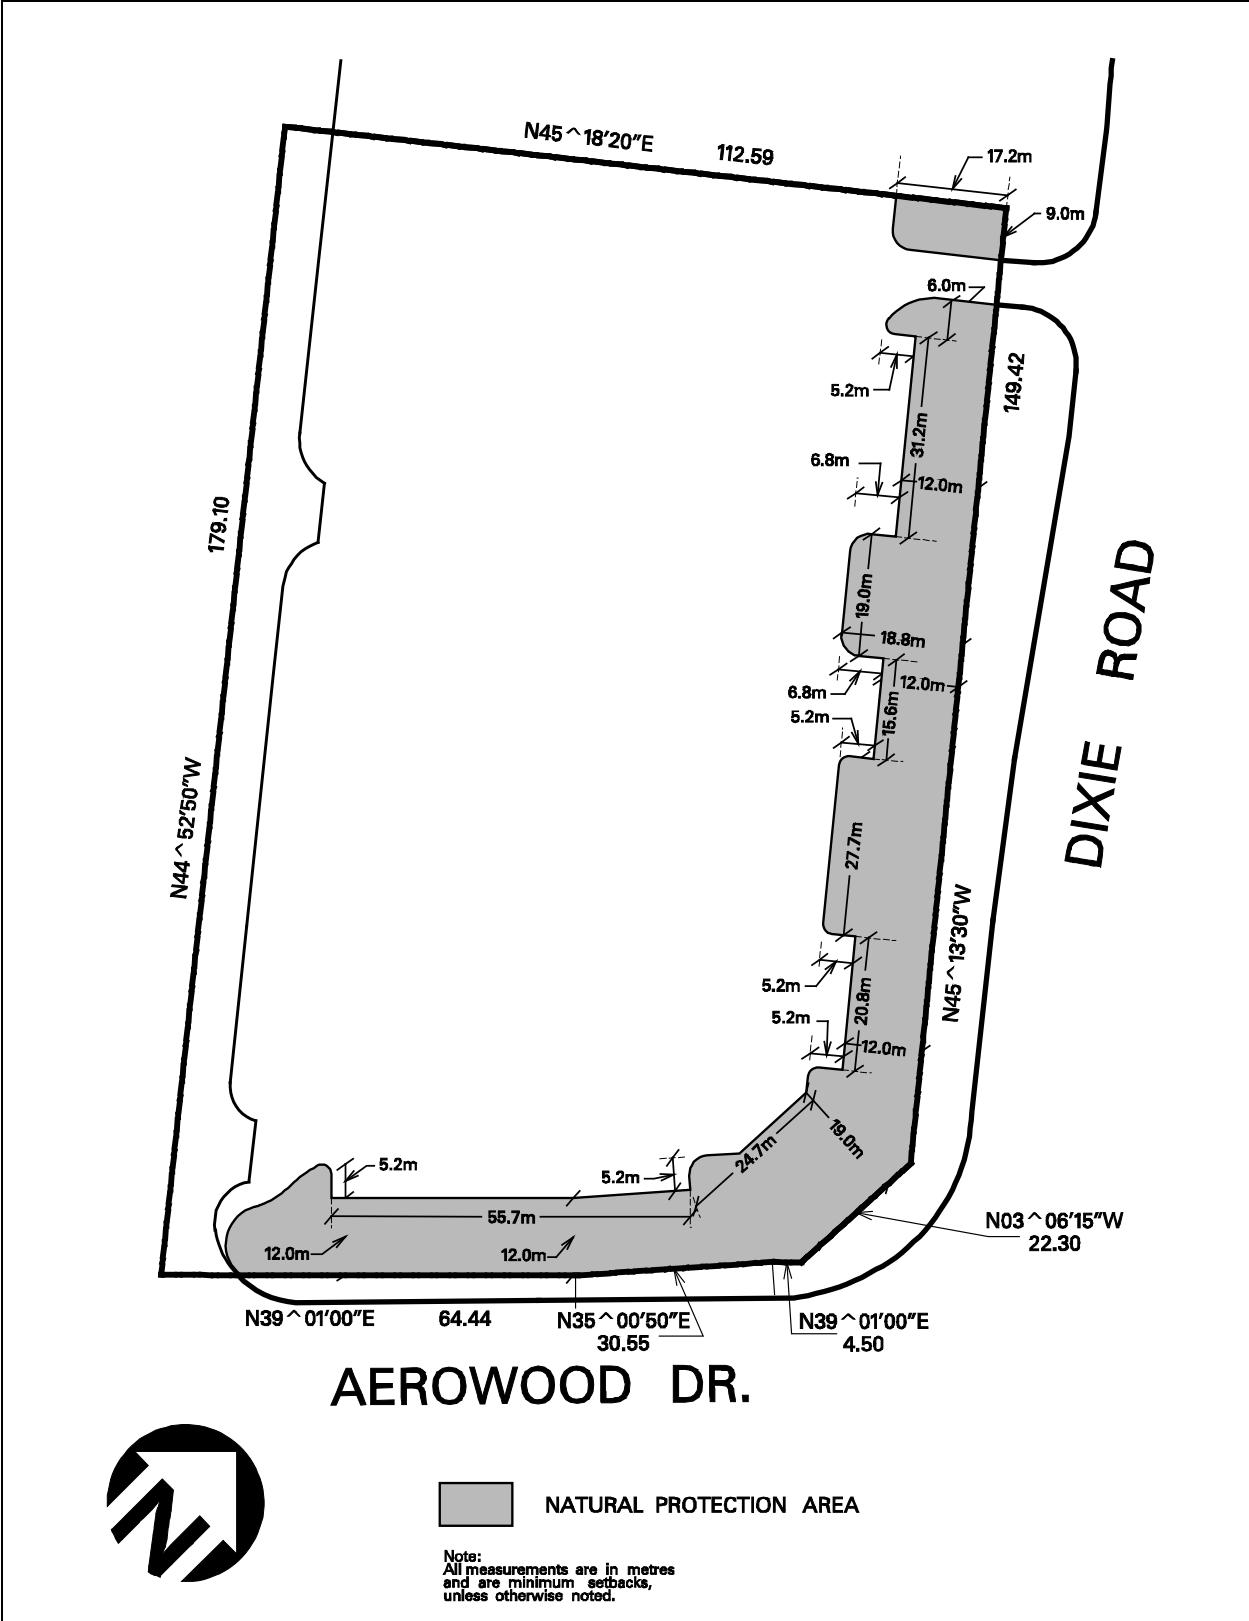 N45^18'20"E
112.59
17.2m
9.0m
6.0m
149.42
5.2m
31.2m
6.8m
12.0m
179.10
19.0m
18.8m
12.0m
6.8m
15.6m
5.2m
DIXIE ROAD
N44^52'50"W
27.7m
N45^13'30"W
5.2m
20.8m
5.2m
12.0m
19.0m
24.7m
5.2m
5.2m
55.7m
12.0m
12.0m
N03^06'15"W
22.30
N39^01'00"E
64.44
N35^00'50"E
30.55
N39^01'00"E
4.50
AEROWOOD DR.
N
NATURAL PROTECTION AREA
Note:
All measurements are in metres
and are minimum setbacks,
unless otherwise noted.